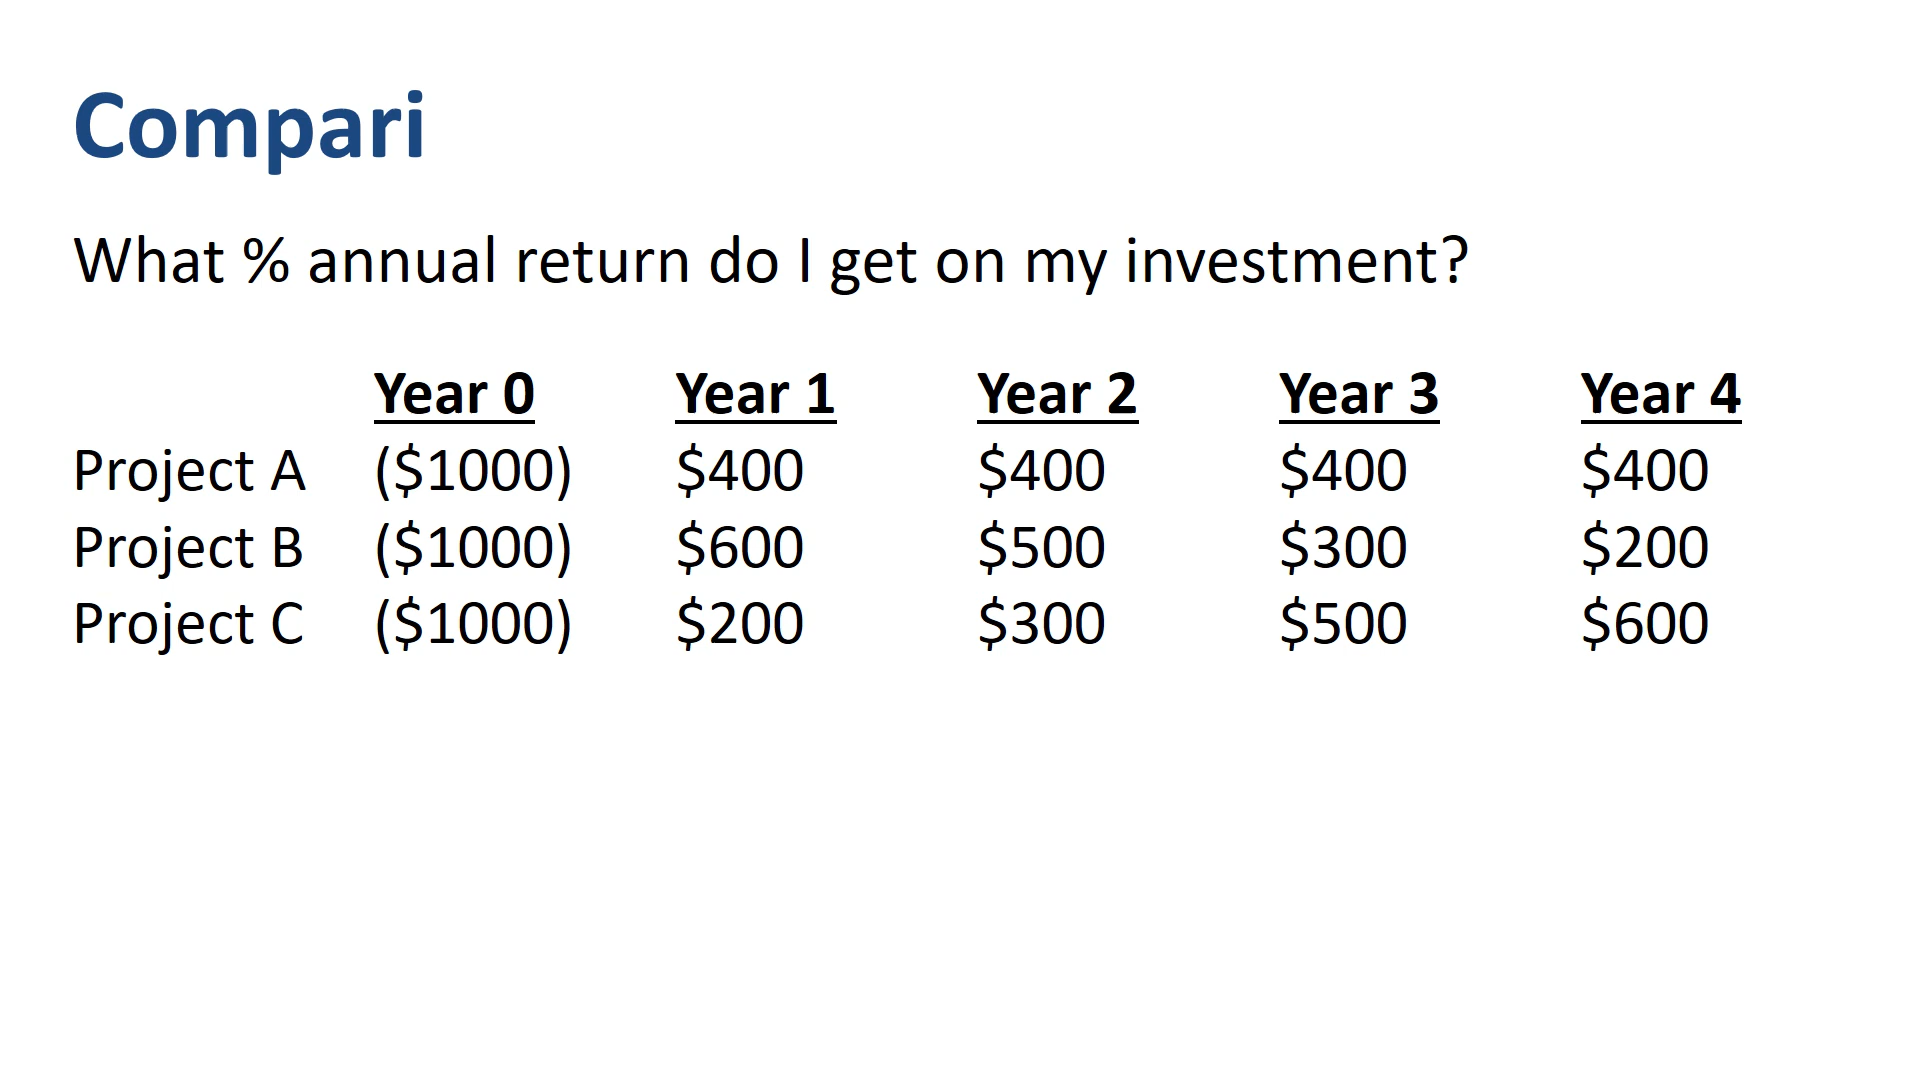 Compari
What % annual return do I get on my investment?
Year 0 Year 1 Year 2 Year 3 Year 4
Project A ($1000) $400 $400 $400 $400
Project B ($1000) $600 $500 $300 $200
Project C ($1000) $200 $300 $500 $600